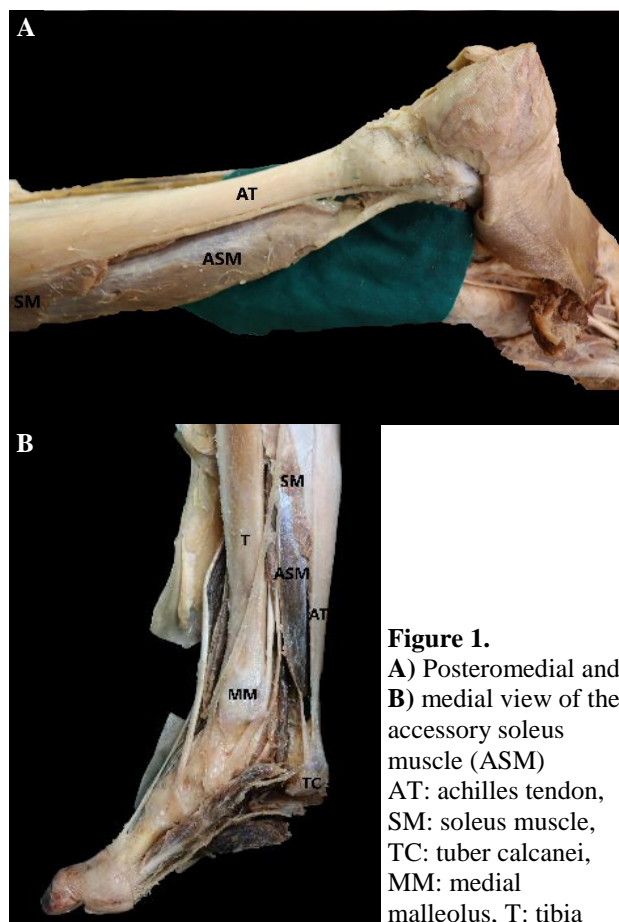 A
AT
ASM
SM
B
SM
T
ASM
AT
MM
TC
Figure 1.
A) Posteromedial and
B) medial view of the
accessory soleus
muscle (ASM)
AT: achilles tendon,
SM: soleus muscle,
TC: tuber calcanei,
MM: medial
malleolus, T: tibia